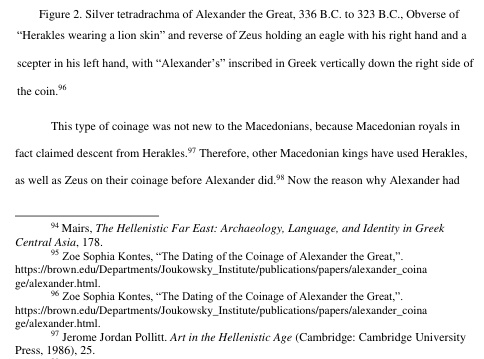 Figure 2. Silver tetradrachma of Alexander the Great, 336 B.C. to 323 B.C., Obverse of
“Herakles wearing a lion skin” and reverse of Zeus holding an eagle with his right hand and a
scepter in his left hand, with “Alexander’s” inscribed in Greek vertically down the right side of
the coin.96
This type of coinage was not new to the Macedonians, because Macedonian royals in
fact claimed descent from Herakles.97 Therefore, other Macedonian kings have used Herakles,
as well as Zeus on their coinage before Alexander did.98 Now the reason why Alexander had
94 Mairs, The Hellenistic Far East: Archaeology, Language, and Identity in Greek
Central Asia, 178.
95 Zoe Sophia Kontes, “The Dating of the Coinage of Alexander the Great,”.
https://brown.edu/Departments/Joukowsky_Institute/publications/papers/alexander_coina
ge/alexander.html.
96 Zoe Sophia Kontes, “The Dating of the Coinage of Alexander the Great,”.
https://brown.edu/Departments/Joukowsky_Institute/publications/papers/alexander_coina
ge/alexander.html.
97 Jerome Jordan Pollitt. Art in the Hellenistic Age (Cambridge: Cambridge University
Press, 1986), 25.